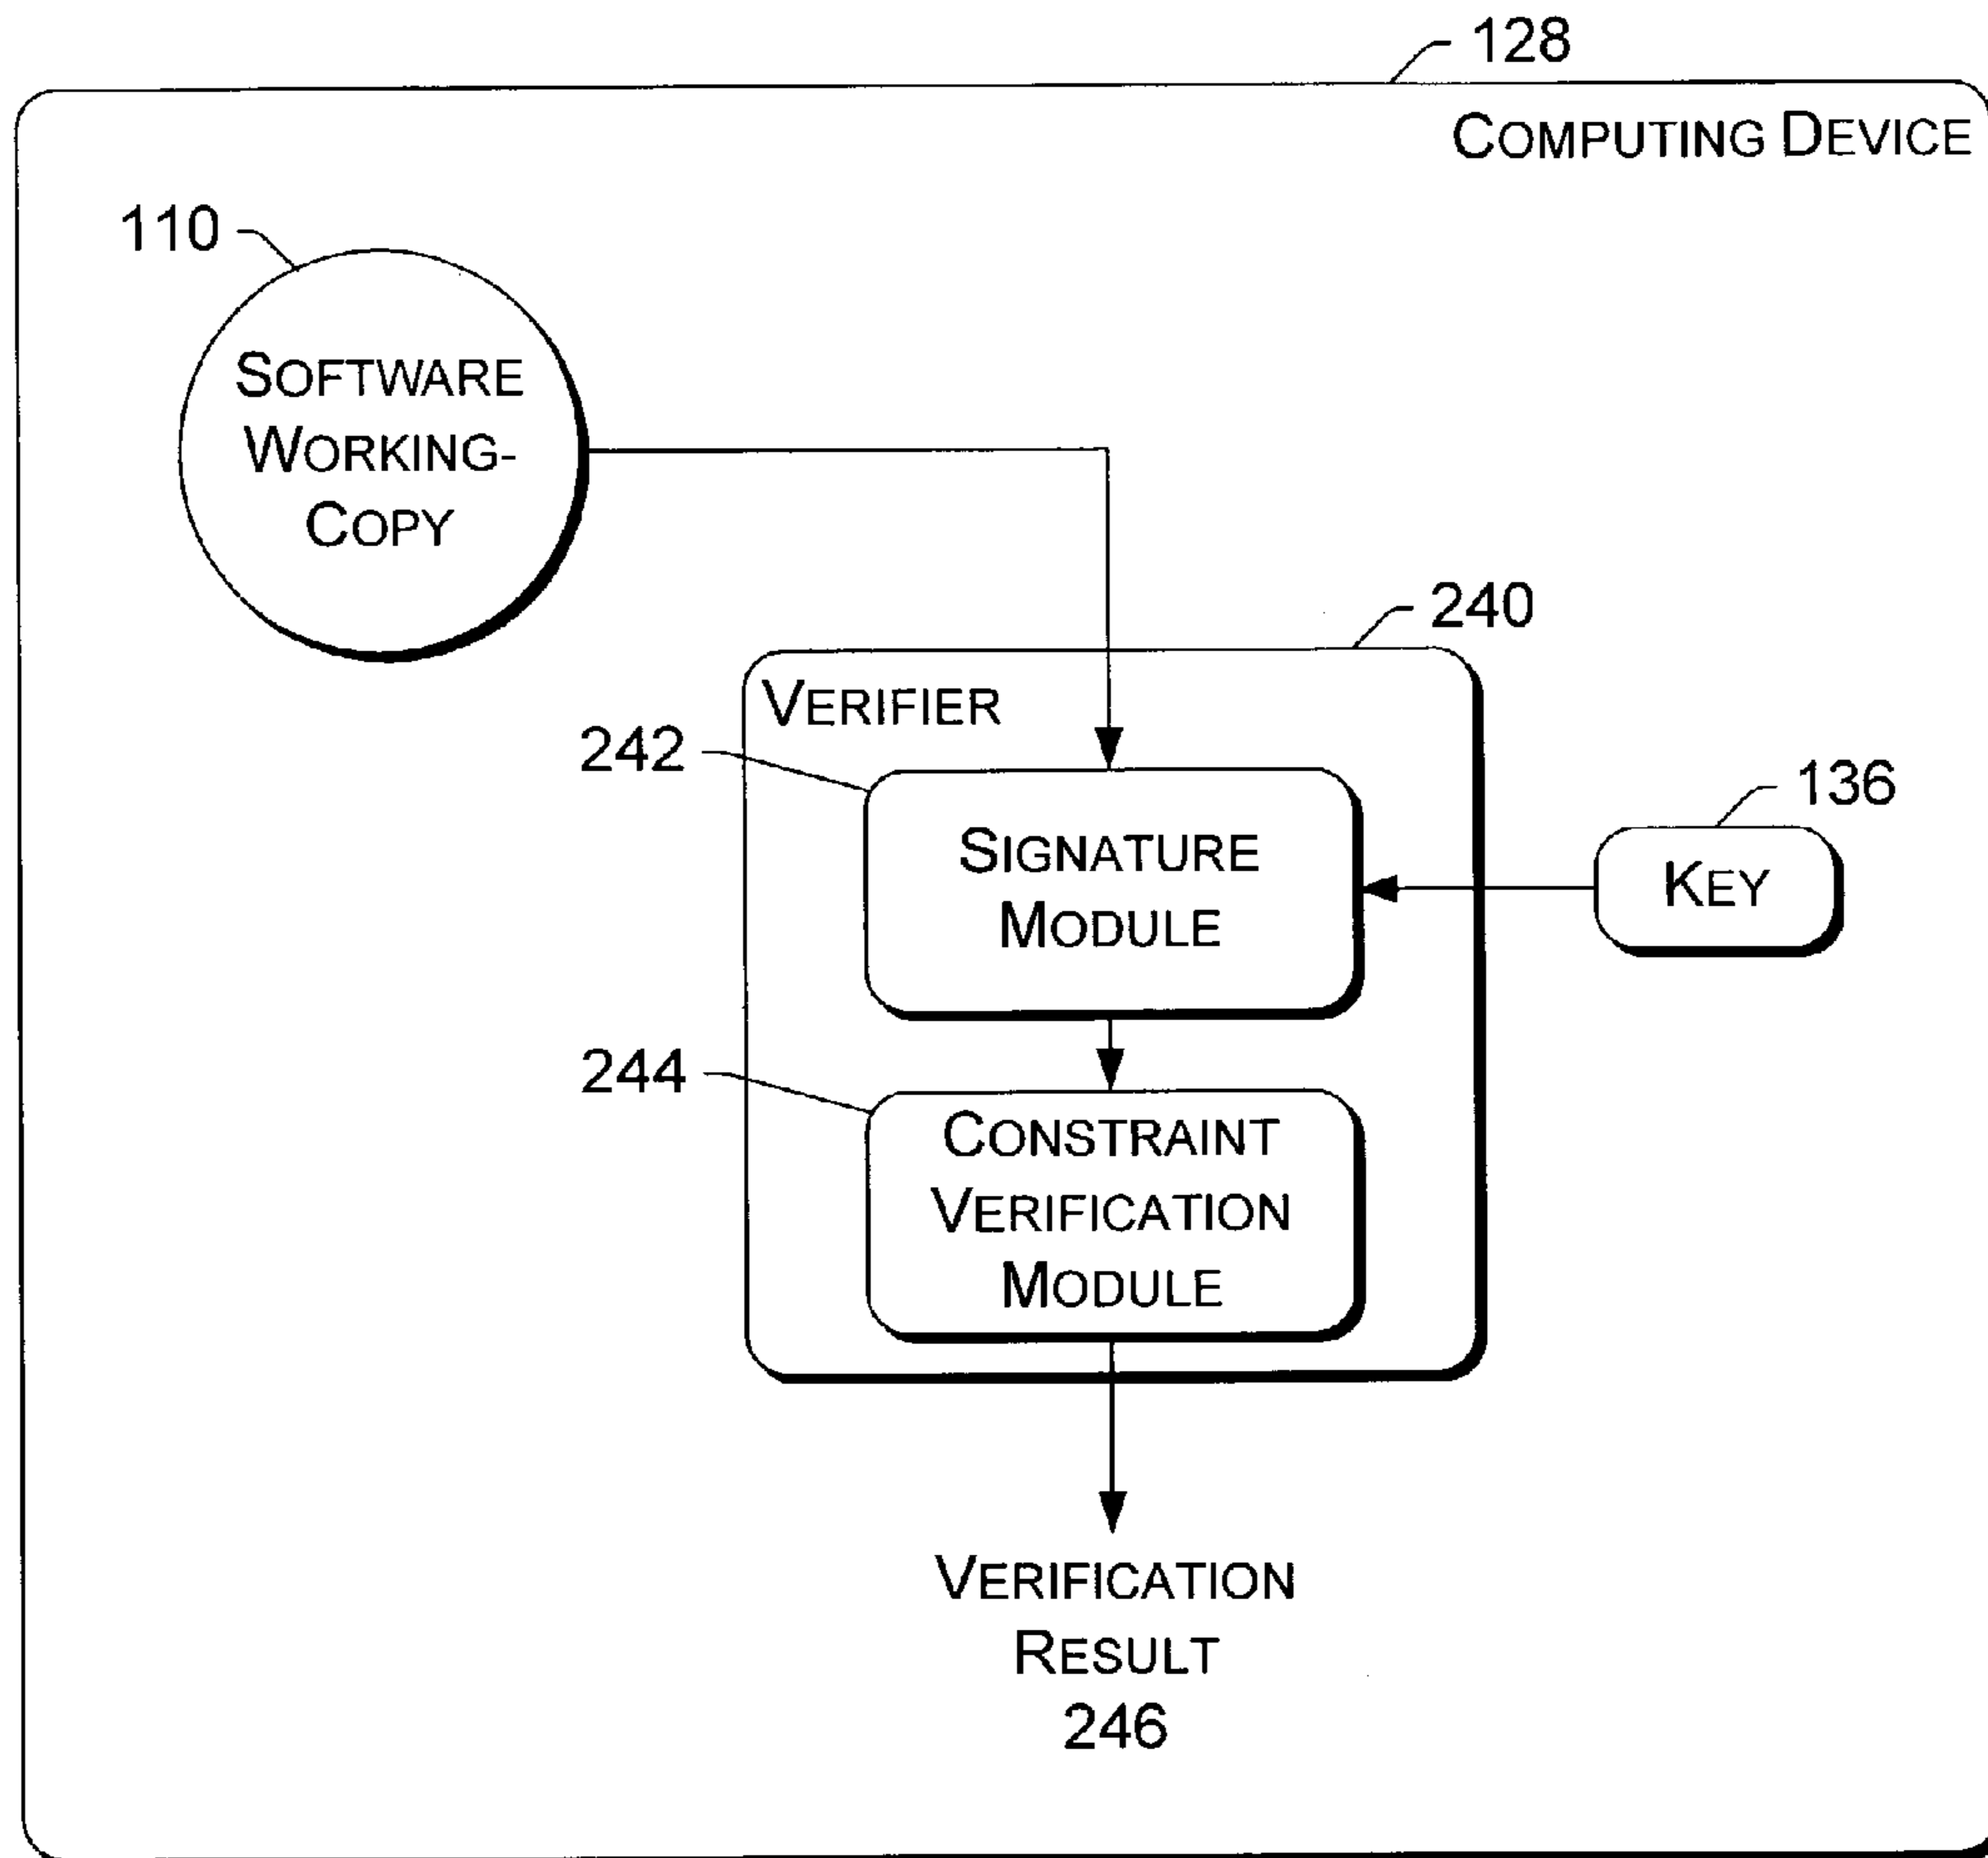 128
COMPUTING DEVICE
110
SOFTWARE
WORKING-
COPY
240
VERIFIER
242
136
SIGNATURE
MODULE
KEY
244
CONSTRAINT
VERIFICATION
MODULE
VERIFICATION
RESULT
246